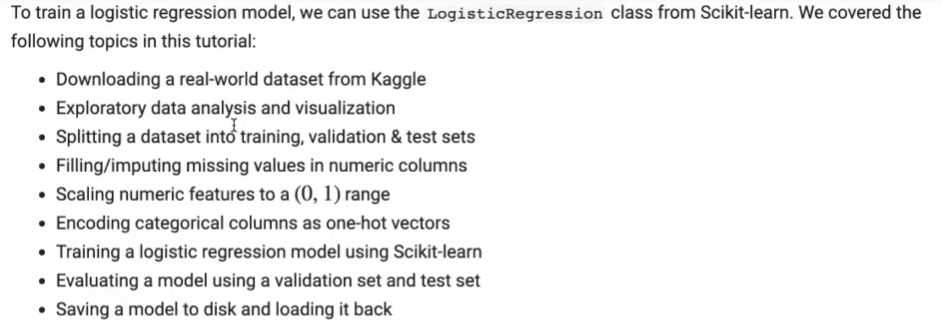 To train a logistic regression model, we can use the LogisticRegression class from Scikit-learn. We covered the
following topics in this tutorial:
• Downloading a real-world dataset from Kaggle
• Exploratory data analysis and visualization
• Splitting a dataset into training, validation & test sets
• Filling/imputing missing values in numeric columns
• Scaling numeric features to a (0, 1) range
• Encoding categorical columns as one-hot vectors
• Training a logistic regression model using Scikit-learn
• Evaluating a model using a validation set and test set
• Saving a model to disk and loading it back